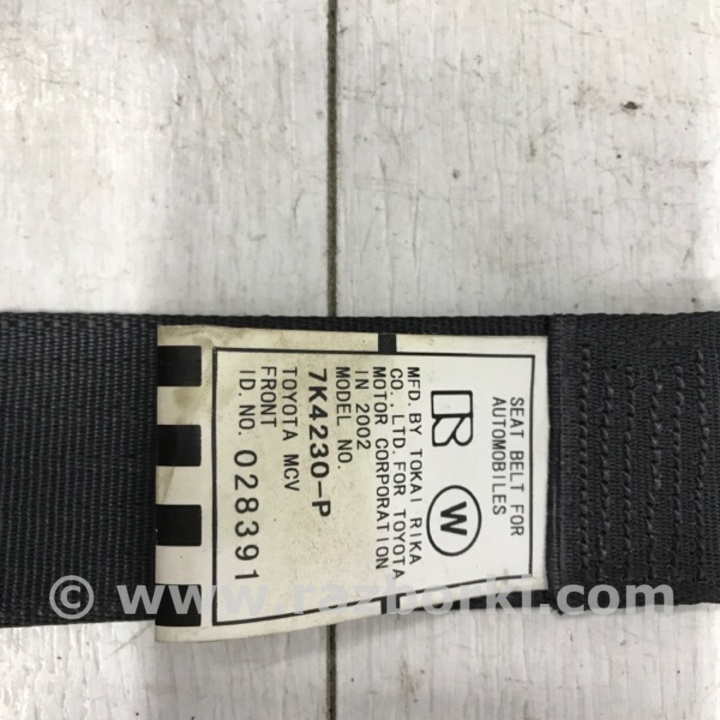 SEAT BELT FOR
AUTOMOBILES
R W
MFD. BY TOKAI RIKA
CO., LTD. FOR TOYOTA
MOTOR CORPORATION
IN 2002
MODEL NO.
7K4230-P
TOYOTA MCV
FRONT
ID. NO. 028391
© www.razborki.com